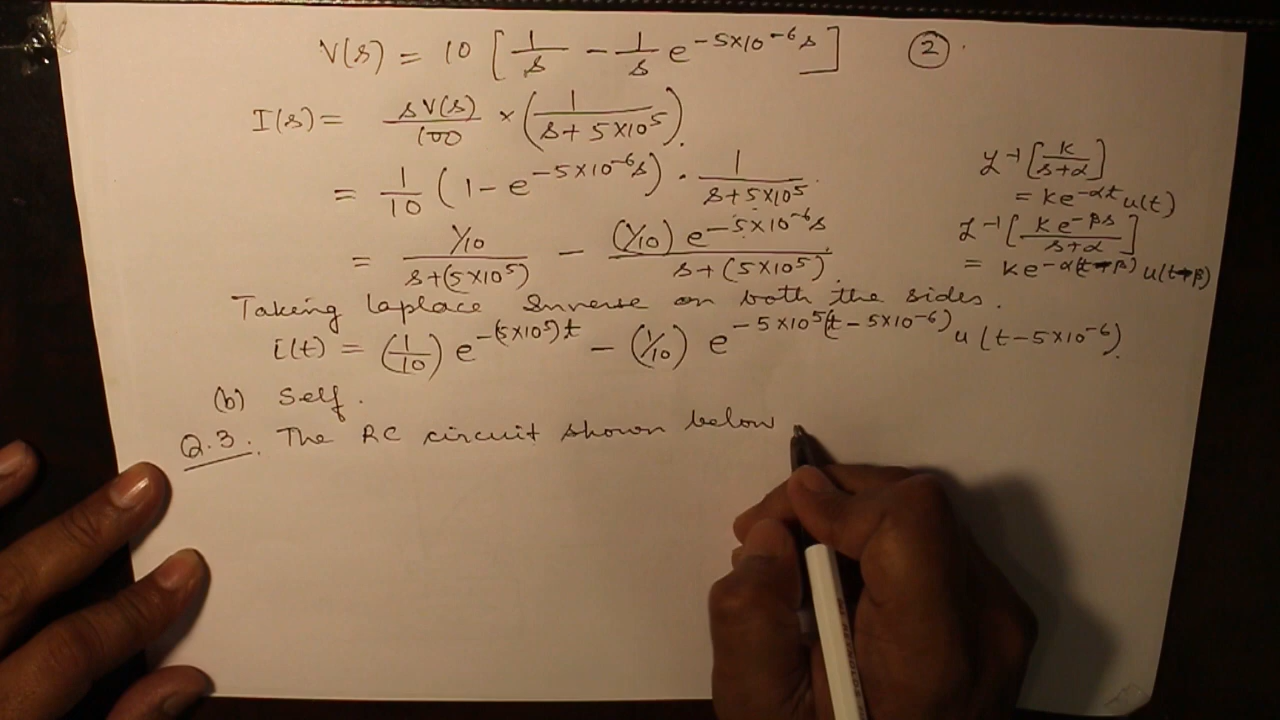 V(s) = 10 [1/s − 1/s e^{−5×10^{−6}s}] ②
I(s) = sV(s)/100 × (1/(s + 5×10^5)).
= 1/10 (1 − e^{−5×10^{−6}s}) · 1/(s + 5×10^5)
= (1/10)/(s + (5×10^5)) − ((1/10) e^{−5×10^{−6}s})/(s + (5×10^5)).
ℒ^{−1}[k/(s+α)]
= ke^{−αt} u(t)
ℒ^{−1}[ke^{−βs}/(s+α)]
= ke^{−α(t−β)} u(t−β)
Taking Laplace Inverse on both the sides.
i(t) = (1/10) e^{−(5×10^5)t} − (1/10) e^{−5×10^5(t−5×10^{−6})} u(t−5×10^{−6}).
(b) Self.
Q.3. The RC circuit shown below